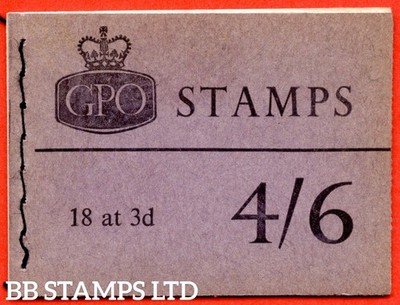 GPO STAMPS
18 at 3d 4/6
BB STAMPS LTD